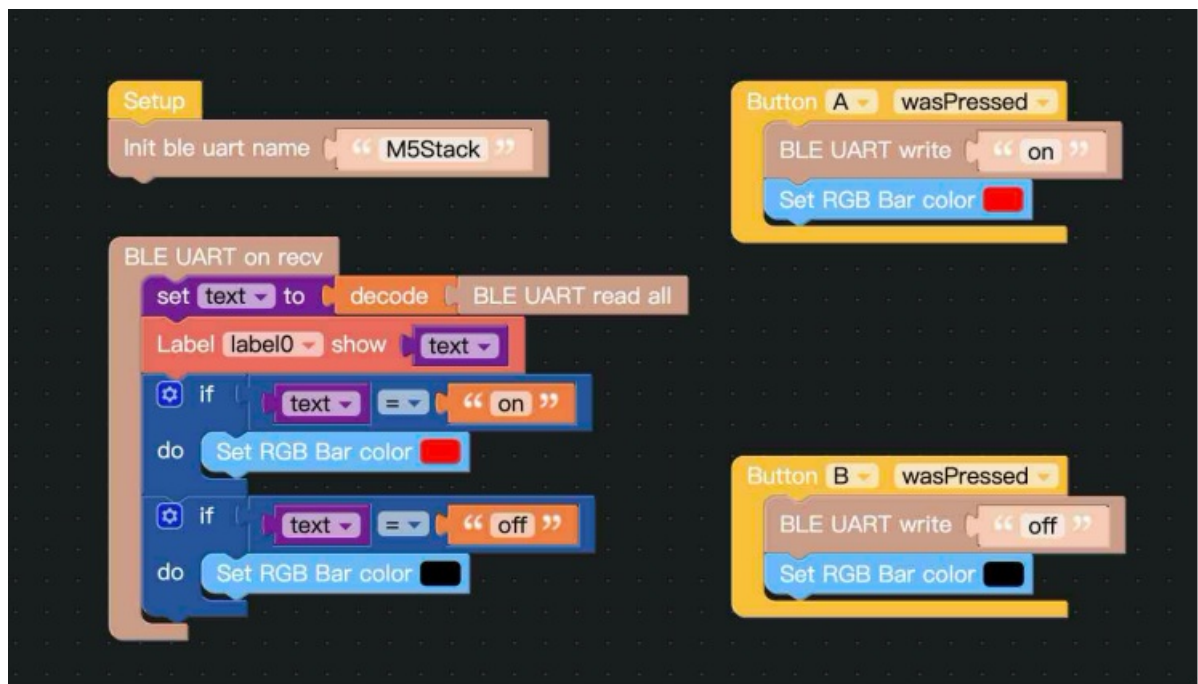 Setup
Init ble uart name “ M5Stack ”
BLE UART on recv
set text to decode BLE UART read all
Label label0 show text
if text = “ on ”
do Set RGB Bar color
if text = “ off ”
do Set RGB Bar color
Button A wasPressed
BLE UART write “ on ”
Set RGB Bar color
Button B wasPressed
BLE UART write “ off ”
Set RGB Bar color